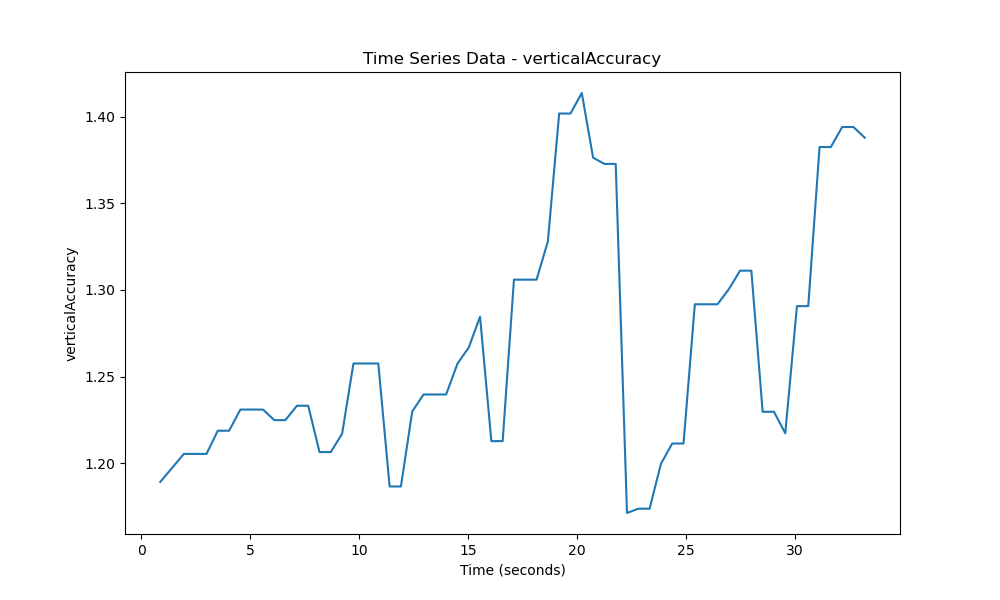 Time Series Data - verticalAccuracy
1.40
1.35
1.30
1.25
1.20
verticalAccuracy
0 5 10 15 20 25 30
Time (seconds)